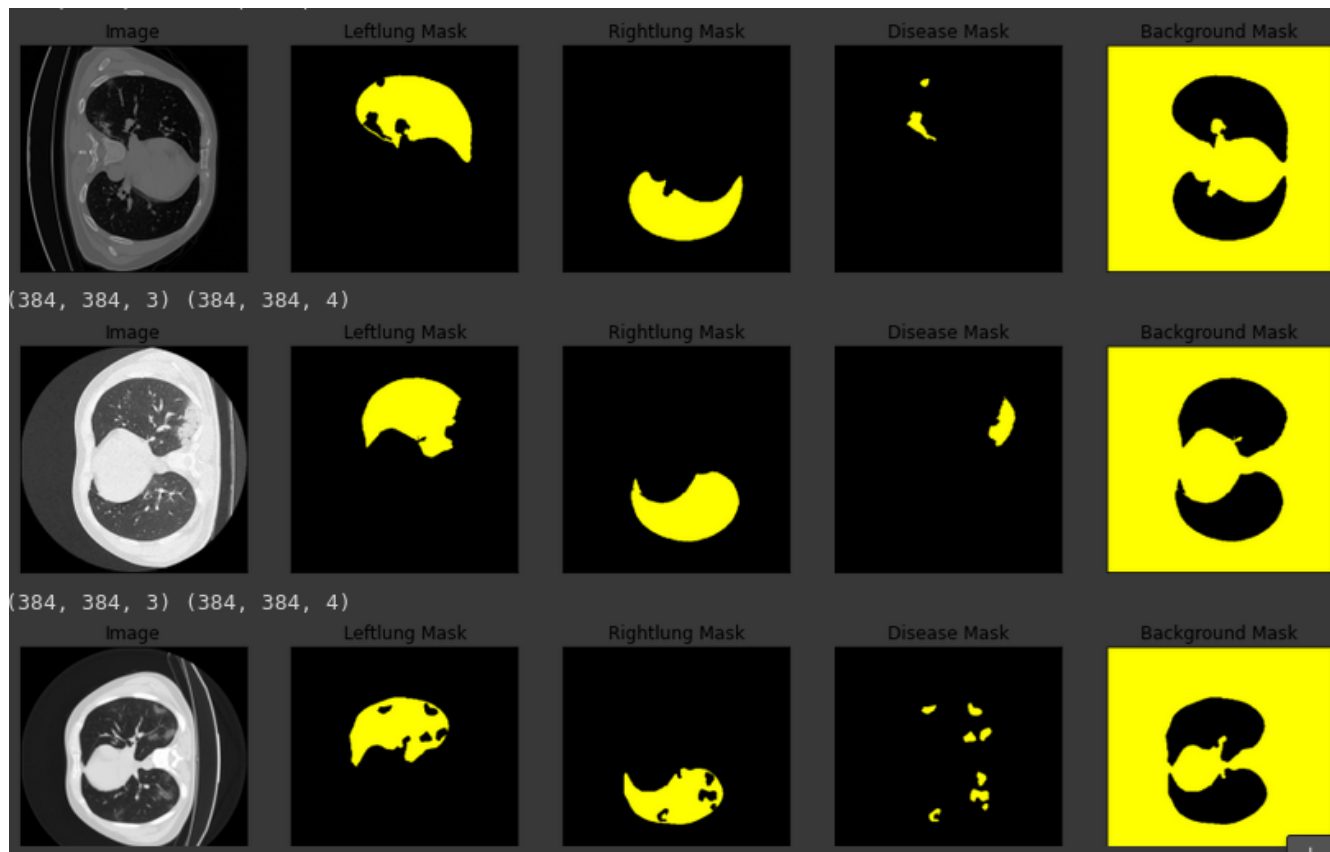 Image Leftlung Mask Rightlung Mask Disease Mask Background Mask
(384, 384, 3) (384, 384, 4)
Image Leftlung Mask Rightlung Mask Disease Mask Background Mask
(384, 384, 3) (384, 384, 4)
Image Leftlung Mask Rightlung Mask Disease Mask Background Mask